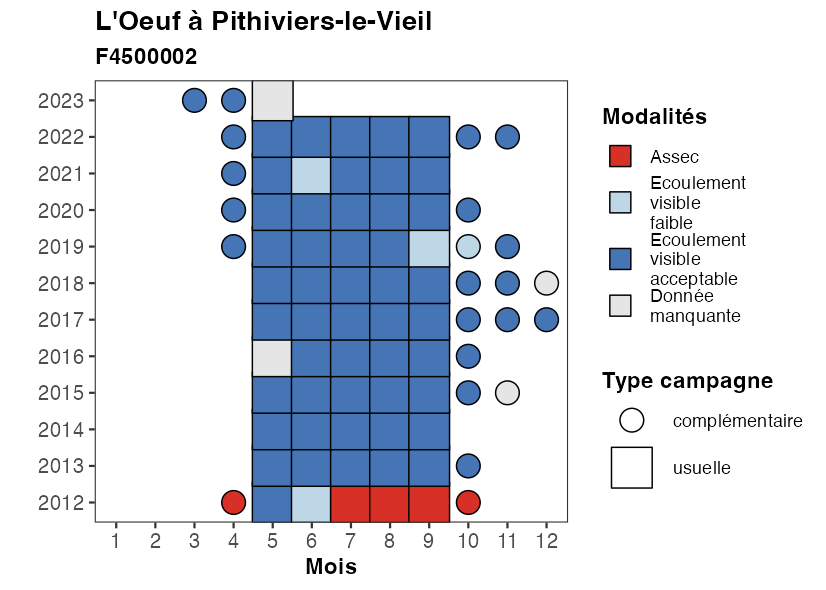 L'Oeuf à Pithiviers-le-Vieil
F4500002
2023
2022
2021
2020
2019
2018
2017
2016
2015
2014
2013
2012
1 2 3 4 5 6 7 8 9 10 11 12
Mois
Modalités
Assec
Ecoulement
visible
faible
Ecoulement
visible
acceptable
Donnée
manquante
Type campagne
complémentaire
usuelle